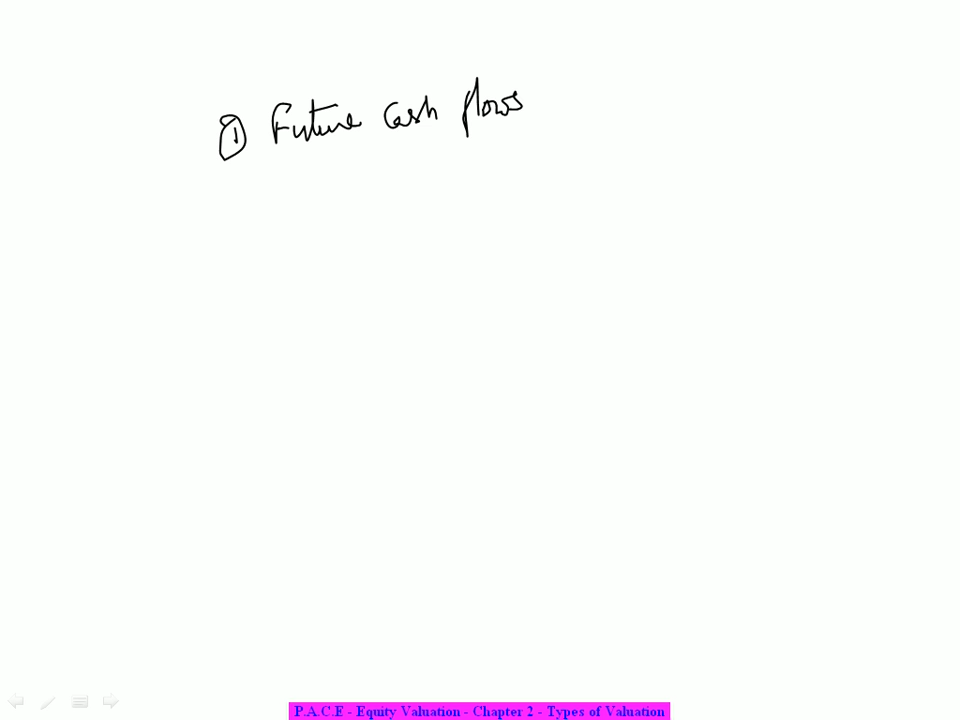 ① Future Cash flows
P.A.C.E - Equity Valuation - Chapter 2 - Types of Valuation